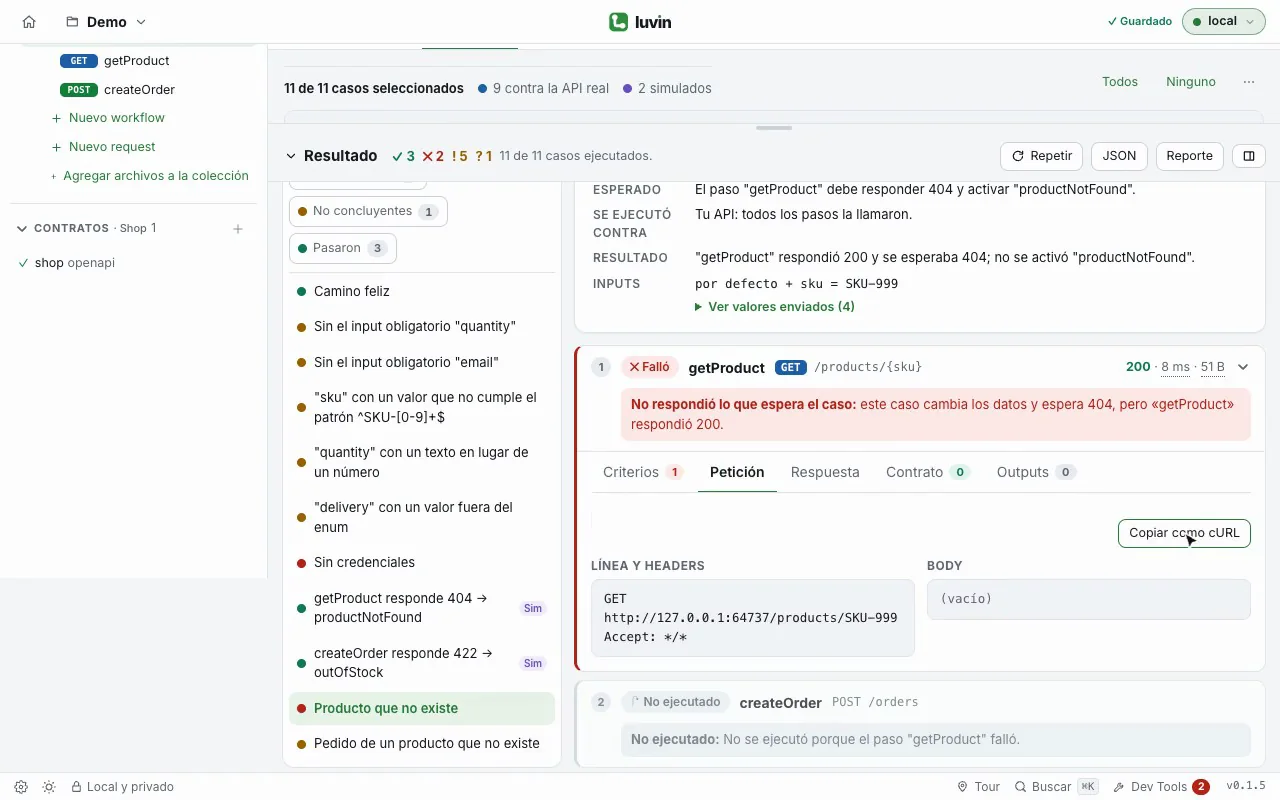 Demo
luvin
Guardado
local
GET getProduct
POST createOrder
+ Nuevo workflow
+ Nuevo request
+ Agregar archivos a la colección
CONTRATOS · Shop 1
shop openapi
11 de 11 casos seleccionados
9 contra la API real
2 simulados
Todos
Ninguno
...
Resultado
✓ 3 ✕ 2 ! 5 ? 1 11 de 11 casos ejecutados.
Repetir
JSON
Reporte
No concluyentes 1
Pasaron 3
Camino feliz
Sin el input obligatorio "quantity"
Sin el input obligatorio "email"
"sku" con un valor que no cumple el
patrón ^SKU-[0-9]+$
"quantity" con un texto en lugar de
un número
"delivery" con un valor fuera del
enum
Sin credenciales
getProduct responde 404 →
productNotFound
Sim
createOrder responde 422 →
outOfStock
Sim
Producto que no existe
Pedido de un producto que no existe
ESPERADO El paso "getProduct" debe responder 404 y activar "productNotFound".
SE EJECUTÓ
CONTRA
Tu API: todos los pasos la llamaron.
RESULTADO "getProduct" respondió 200 y se esperaba 404; no se activó "productNotFound".
INPUTS por defecto + sku = SKU-999
Ver valores enviados (4)
1 ✕ Falló getProduct GET /products/{sku} 200 · 8 ms · 51 B
No respondió lo que espera el caso: este caso cambia los datos y espera 404, pero «getProduct»
respondió 200.
Criterios 1
Petición
Respuesta
Contrato 0
Outputs 0
Copiar como cURL
LÍNEA Y HEADERS
GET
http://127.0.0.1:64737/products/SKU-999
Accept: */*
BODY
(vacío)
2 No ejecutado createOrder POST /orders
No ejecutado: No se ejecutó porque el paso "getProduct" falló.
Local y privado
Tour
Buscar ⌘K
Dev Tools 2
v0.1.5